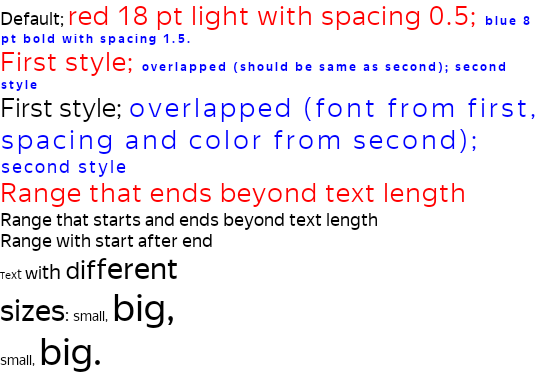 Default; red 18 pt light with spacing 0.5; blue 8
pt bold with spacing 1.5.
First style; overlapped (should be same as second); second
style
First style; overlapped (font from first,
spacing and color from second);
second style
Range that ends beyond text length
Range that starts and ends beyond text length
Range with start after end
Text with different
sizes: small, big,
small, big.